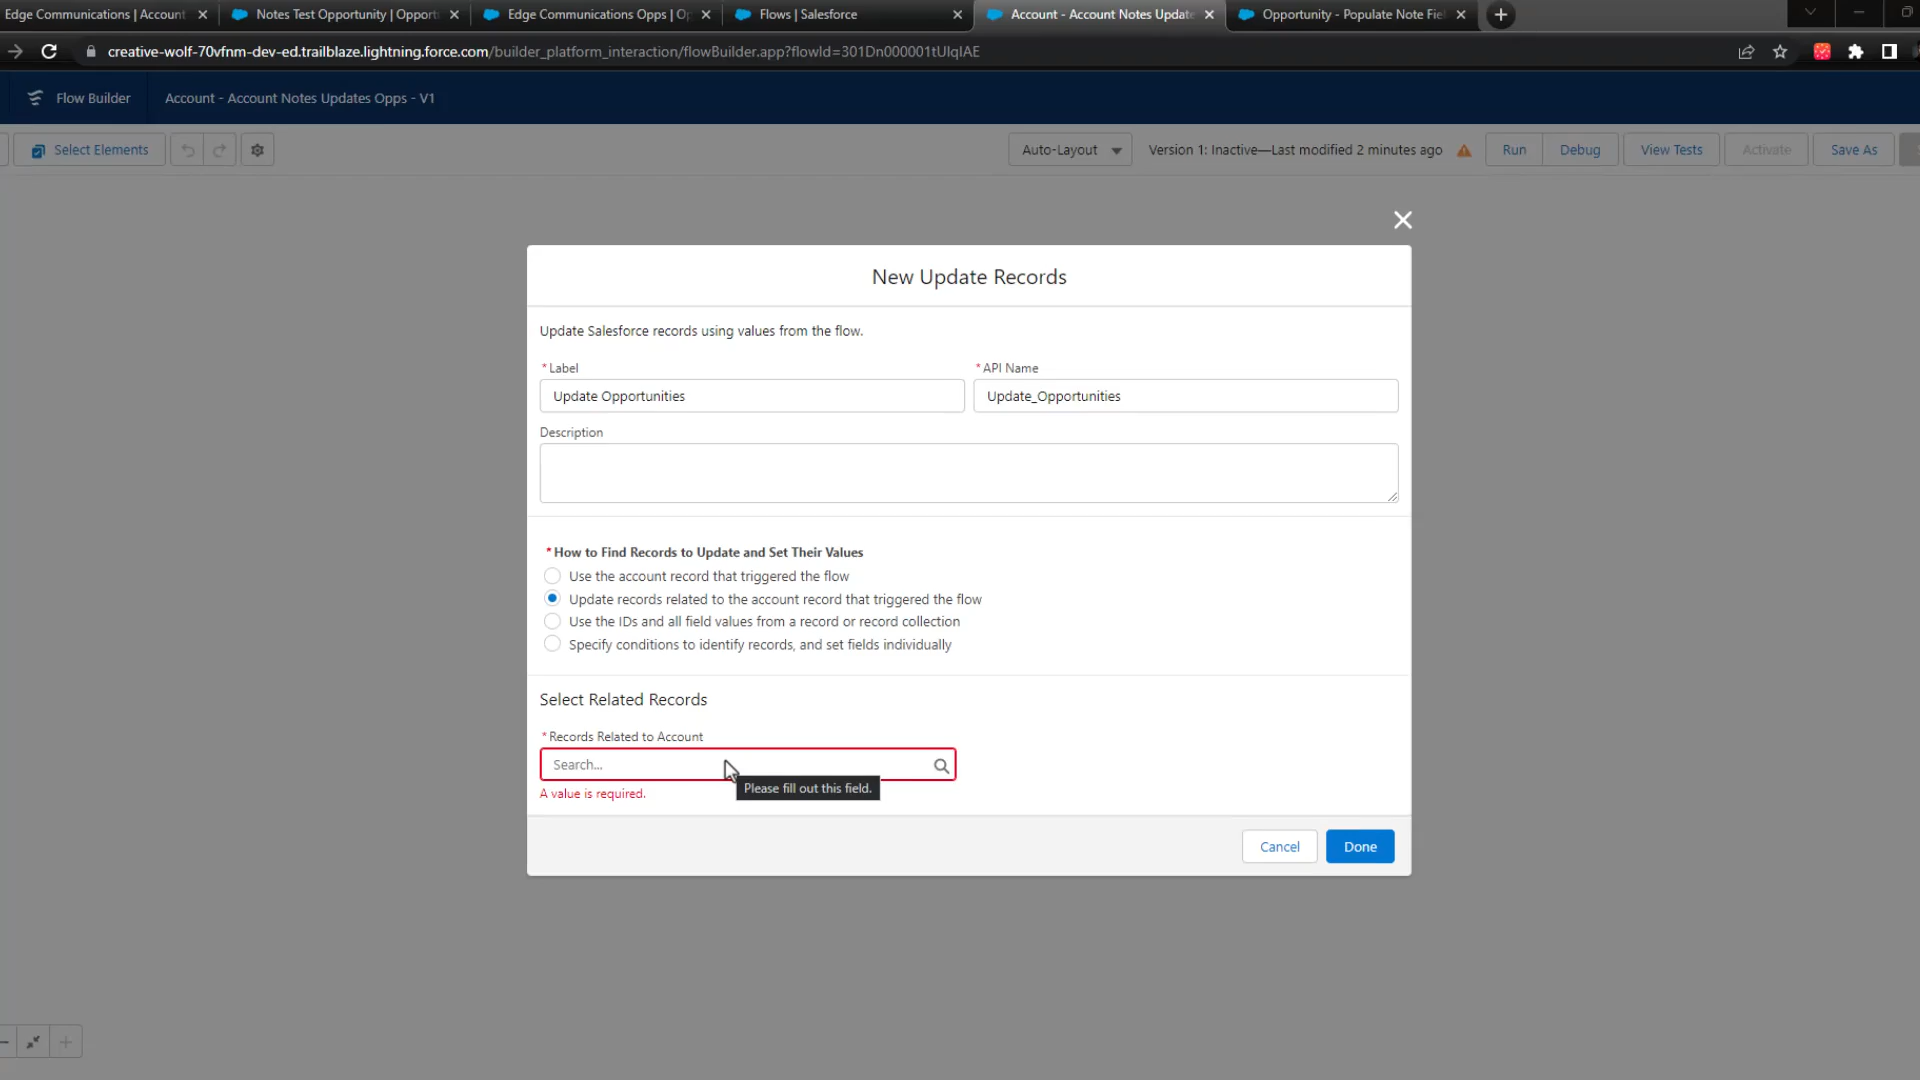 Edge Communications | Account
Notes Test Opportunity | Opport
Edge Communications Opps | Op
Flows | Salesforce
Account - Account Notes Update
Opportunity - Populate Note Fie
creative-wolf-70vfnm-dev-ed.trailblaze.lightning.force.com/builder_platform_interaction/flowBuilder.app?flowId=301Dn000001tUlqIAE
Flow Builder
Account - Account Notes Updates Opps - V1
Select Elements
Auto-Layout
Version 1: Inactive—Last modified 2 minutes ago
Run
Debug
View Tests
Activate
Save As
New Update Records
Update Salesforce records using values from the flow.
* Label
* API Name
Update Opportunities
Update_Opportunities
Description
* How to Find Records to Update and Set Their Values
Use the account record that triggered the flow
Update records related to the account record that triggered the flow
Use the IDs and all field values from a record or record collection
Specify conditions to identify records, and set fields individually
Select Related Records
* Records Related to Account
Search...
Please fill out this field.
A value is required.
Cancel
Done